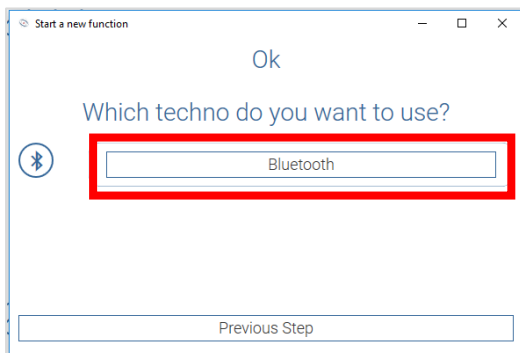 Start a new function
Ok
Which techno do you want to use?
Bluetooth
Previous Step